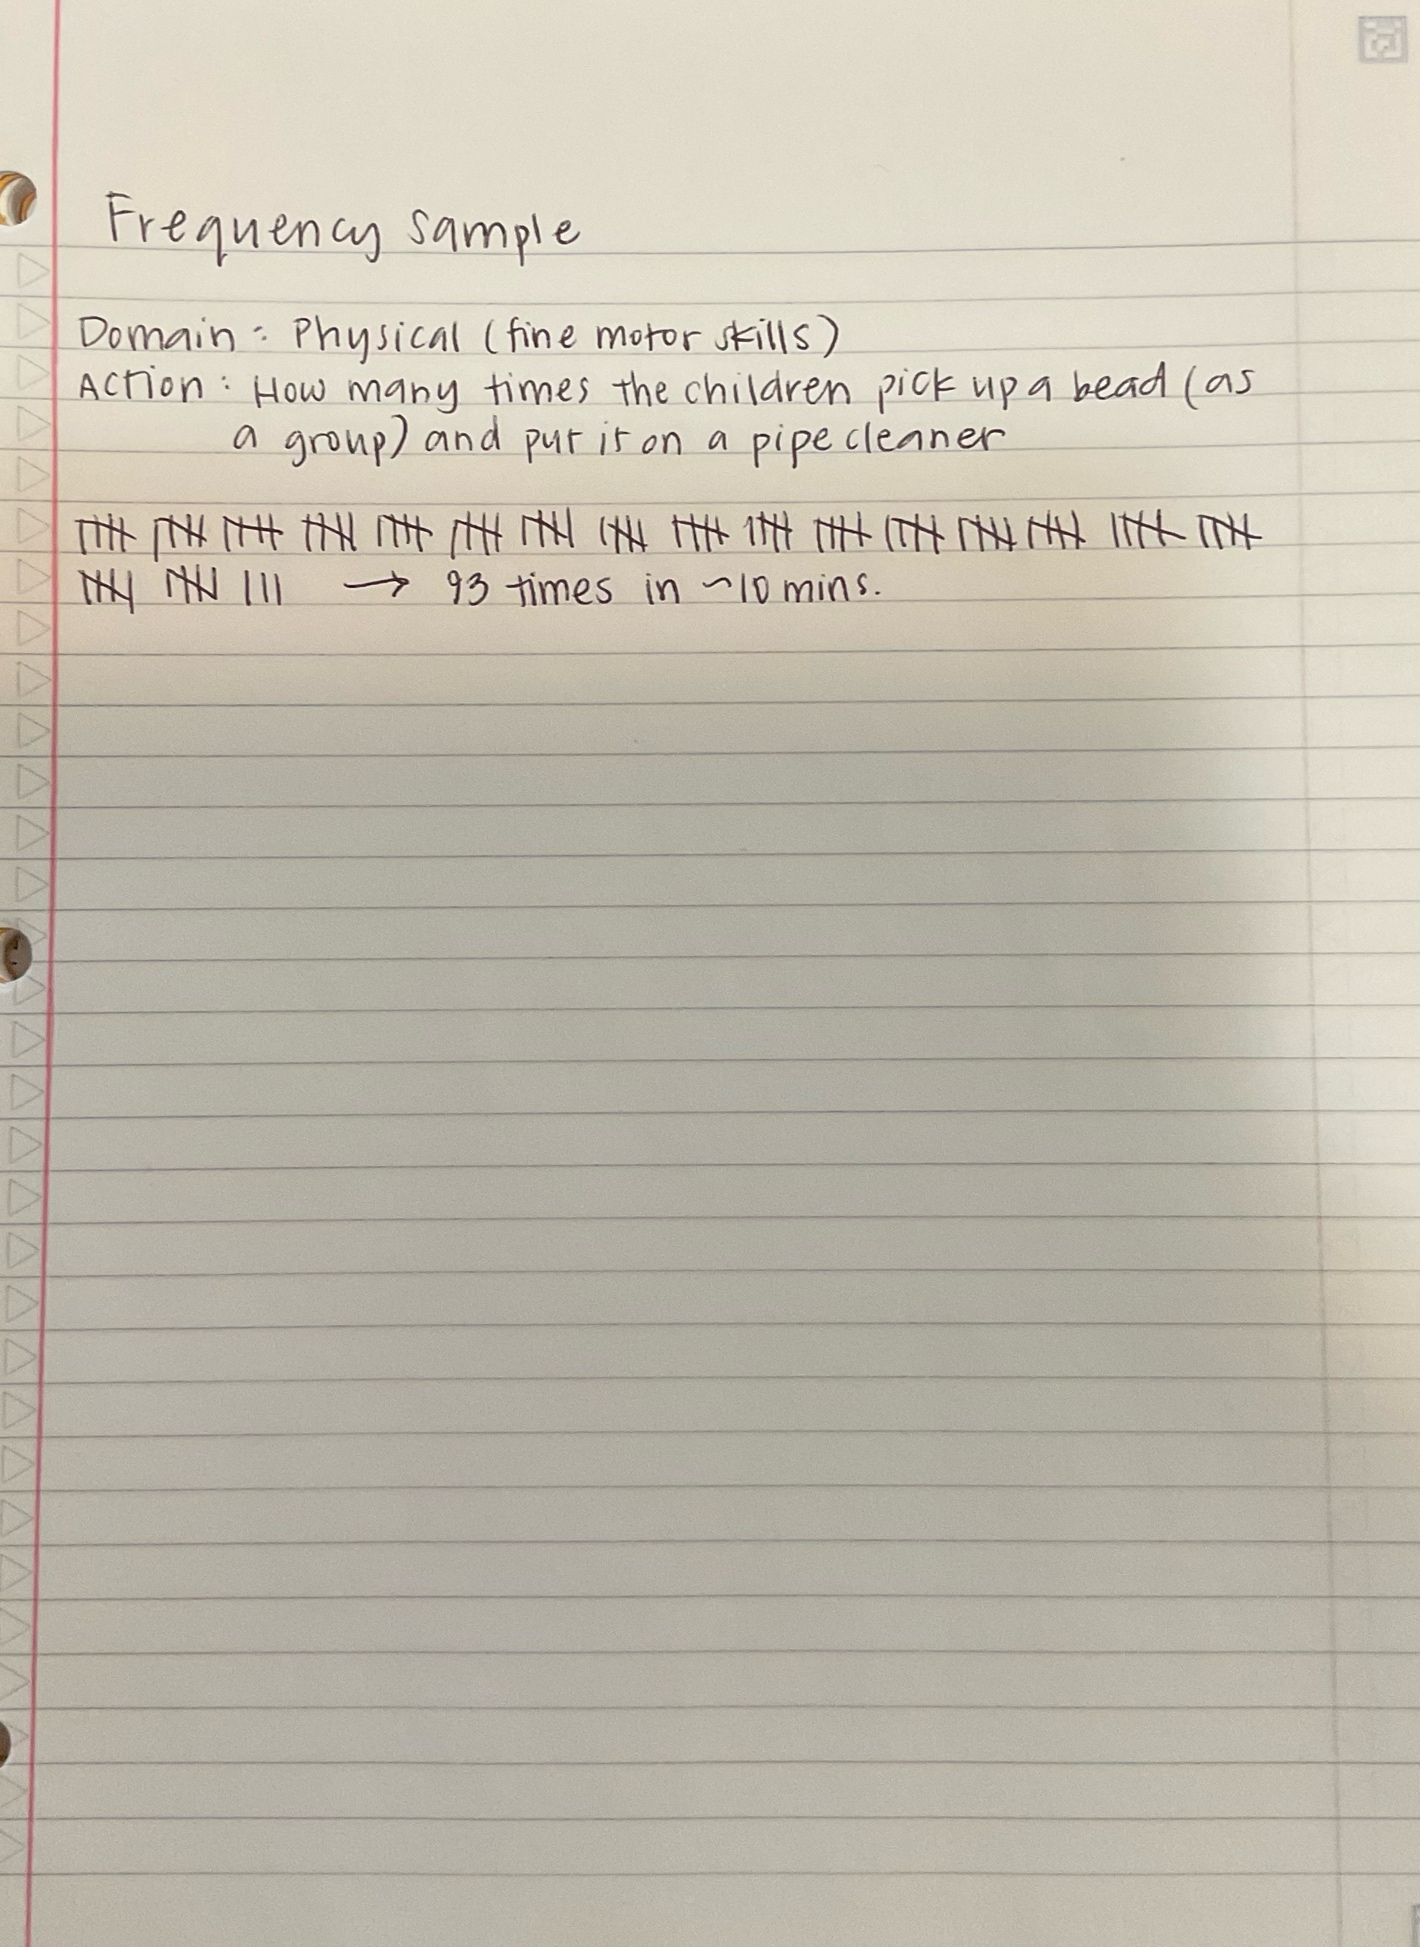 Frequency sample
Domain: Physical (fine motor skills)
Action: How many times the children pick up a bead (as
a group) and put it on a pipe cleaner
𝍸 𝍸 𝍸 𝍸 𝍸 𝍸 𝍸 𝍸 𝍸 𝍸 𝍸 𝍸 𝍸 𝍸 𝍸 𝍸
𝍸 𝍸 ||| → 93 times in ~10 mins.